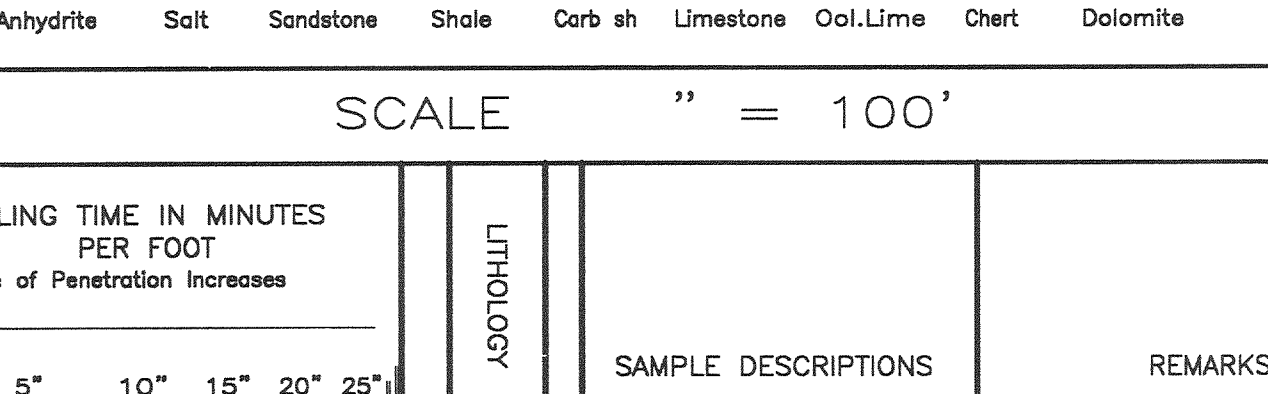 Anhydrite Salt Sandstone Shale Carb sh Limestone Ool.Lime Chert Dolomite
SCALE " = 100'
LING TIME IN MINUTES
PER FOOT
e of Penetration Increases
5" 10" 15" 20" 25"
LITHOLOGY
SAMPLE DESCRIPTIONS
REMARKS